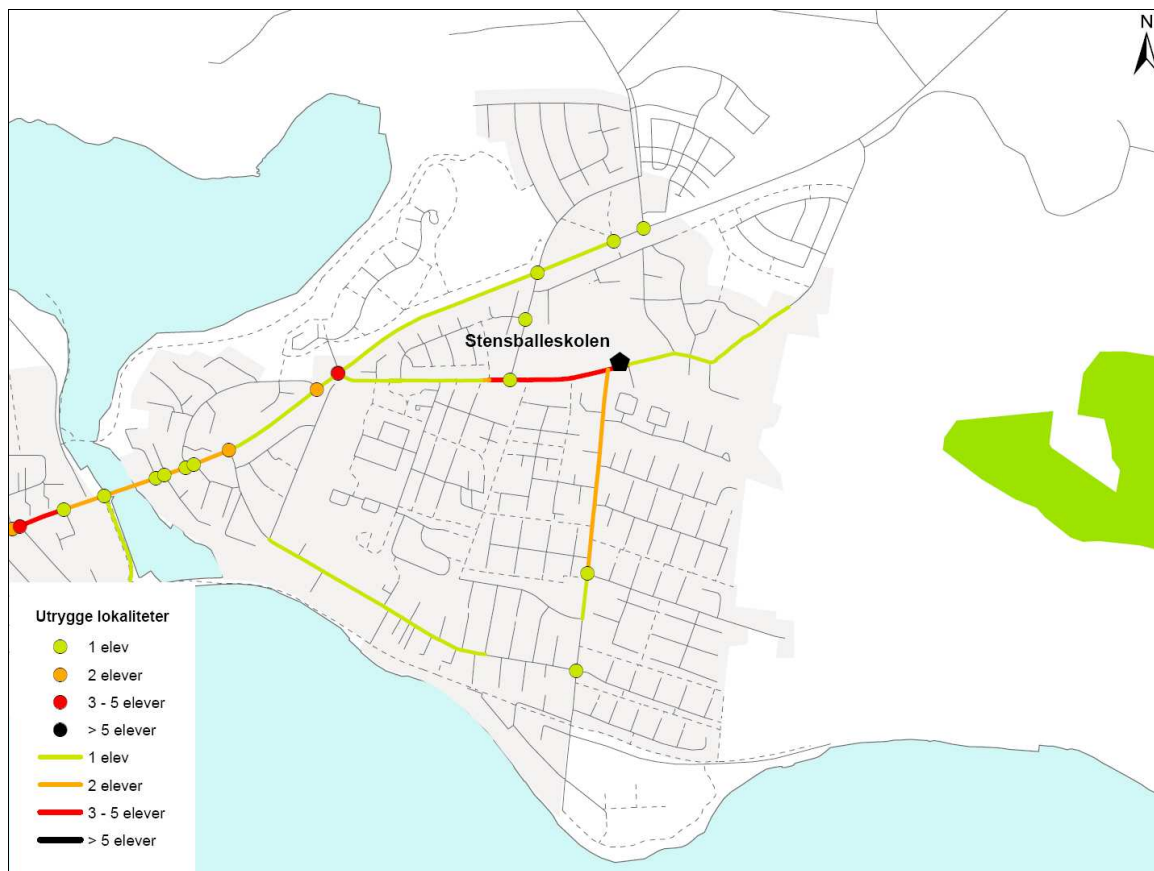 N
Stensballeskolen
Utrygge lokaliteter
1 elev
2 elever
3 - 5 elever
> 5 elever
1 elev
2 elever
3 - 5 elever
> 5 elever